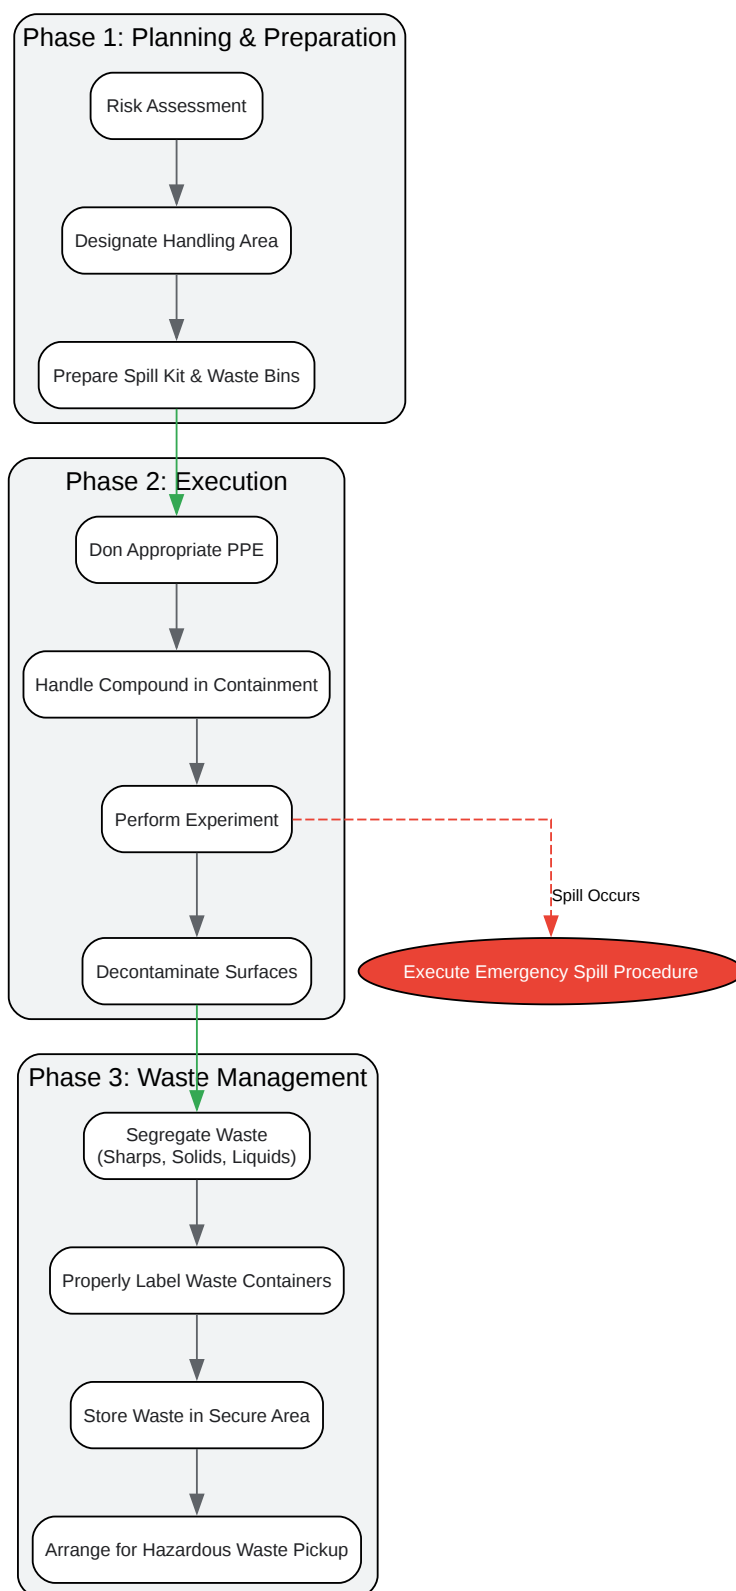 Phase 1: Planning & Preparation
Risk Assessment
Designate Handling Area
Prepare Spill Kit & Waste Bins
Phase 2: Execution
Don Appropriate PPE
Handle Compound in Containment
Perform Experiment
Spill Occurs
Decontaminate Surfaces
Execute Emergency Spill Procedure
Phase 3: Waste Management
Segregate Waste
(Sharps, Solids, Liquids)
Properly Label Waste Containers
Store Waste in Secure Area
Arrange for Hazardous Waste Pickup